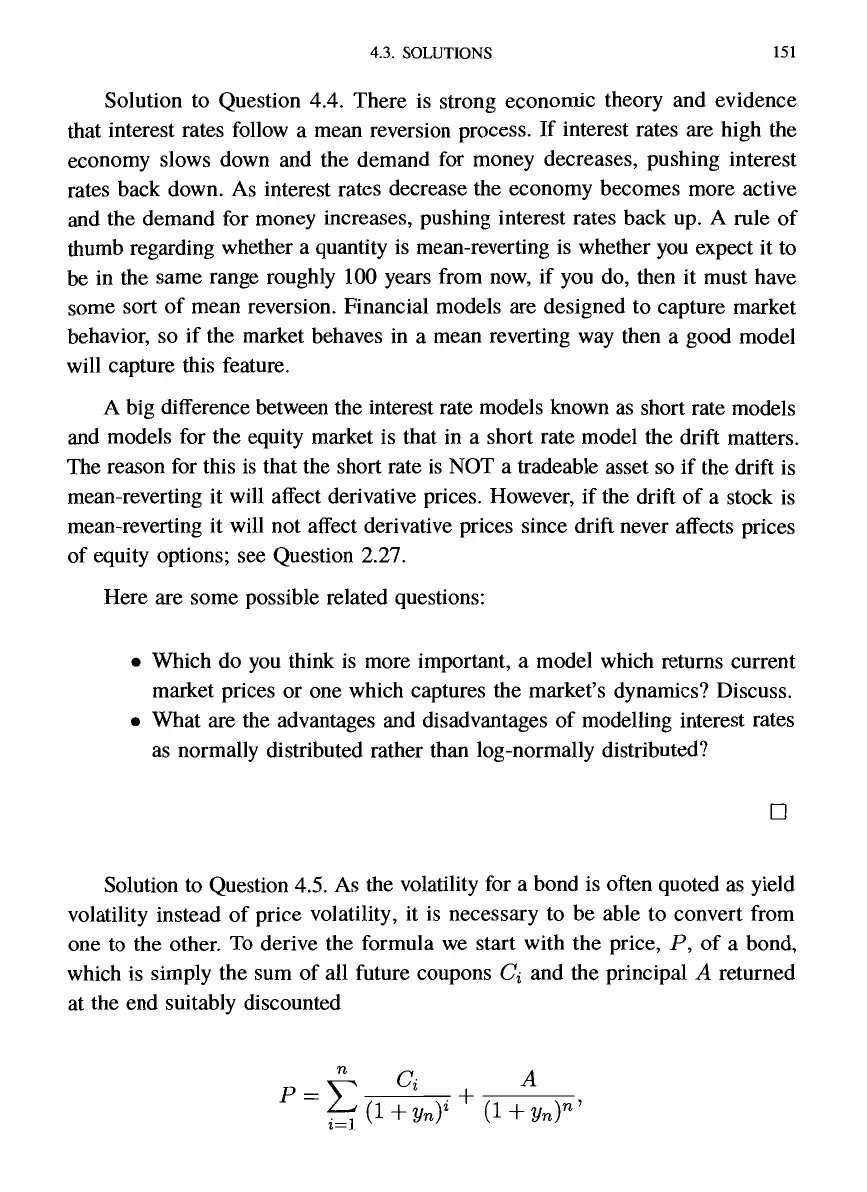 4.3. SOLUTIONS 151
Solution to Question 4.4. There is strong economic theory and evidence
that interest rates follow a mean reversion process. If interest rates are high the
economy slows down and the demand for money decreases, pushing interest
rates back down. As interest rates decrease the economy becomes more active
and the demand for money increases, pushing interest rates back up. A rule of
thumb regarding whether a quantity is mean-reverting is whether you expect it to
be in the same range roughly 100 years from now, if you do, then it must have
some sort of mean reversion. Financial models are designed to capture market
behavior, so if the market behaves in a mean reverting way then a good model
will capture this feature.
A big difference between the interest rate models known as short rate models
and models for the equity market is that in a short rate model the drift matters.
The reason for this is that the short rate is NOT a tradeable asset so if the drift is
mean-reverting it will affect derivative prices. However, if the drift of a stock is
mean-reverting it will not affect derivative prices since drift never affects prices
of equity options; see Question 2.27.
Here are some possible related questions:
• Which do you think is more important, a model which returns current
market prices or one which captures the market's dynamics? Discuss.
• What are the advantages and disadvantages of modelling interest rates
as normally distributed rather than log-normally distributed?
□
Solution to Question 4.5. As the volatility for a bond is often quoted as yield
volatility instead of price volatility, it is necessary to be able to convert from
one to the other. To derive the formula we start with the price, P, of a bond,
which is simply the sum of all future coupons C_i and the principal A returned
at the end suitably discounted
P = \sum_{i=1}^{n} \frac{C_i}{(1 + y_n)^i} + \frac{A}{(1 + y_n)^n},